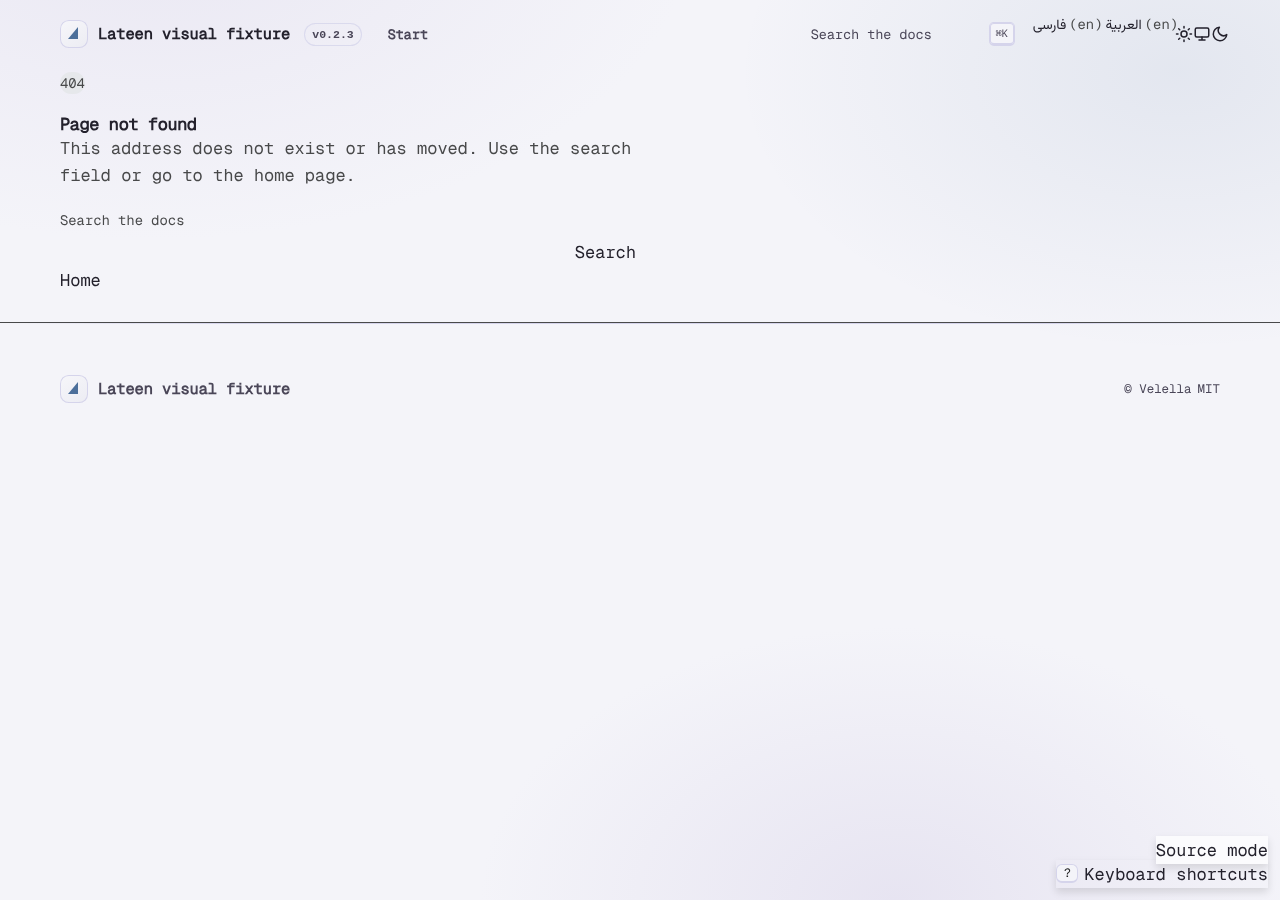 Lateen visual fixture v0.2.3 Start Search the docs ⌘K فارسی (en) العربية (en)
404
Page not found
This address does not exist or has moved. Use the search
field or go to the home page.
Search the docs
Search
Home
Lateen visual fixture © Velella MIT
Source mode
? Keyboard shortcuts